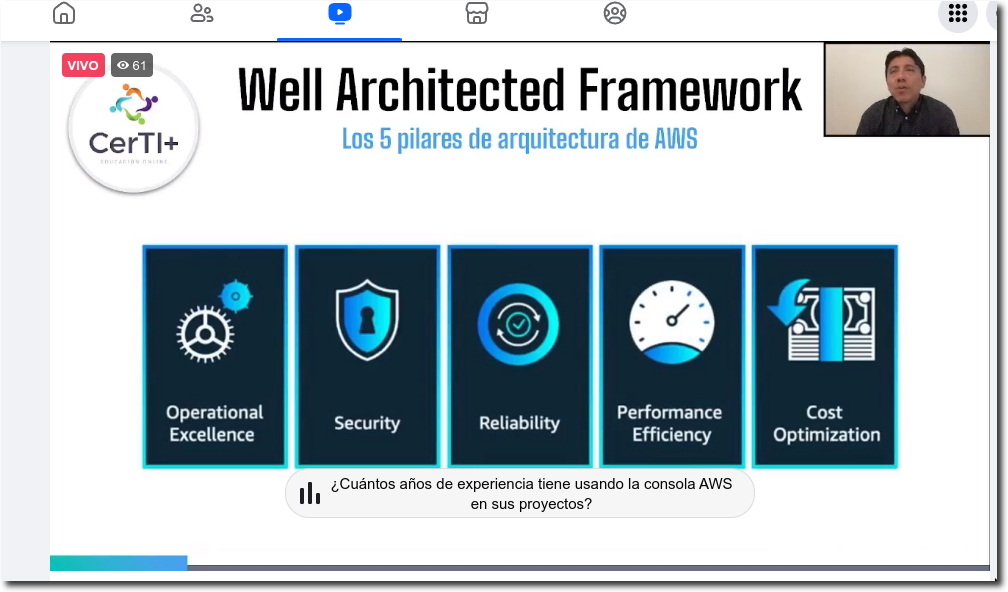 VIVO
61
CerTI+
EDUCACIÓN ONLINE
Well Architected Framework
Los 5 pilares de arquitectura de AWS
Operational
Excellence
Security
Reliability
Performance
Efficiency
Cost
Optimization
¿Cuántos años de experiencia tiene usando la consola AWS
en sus proyectos?